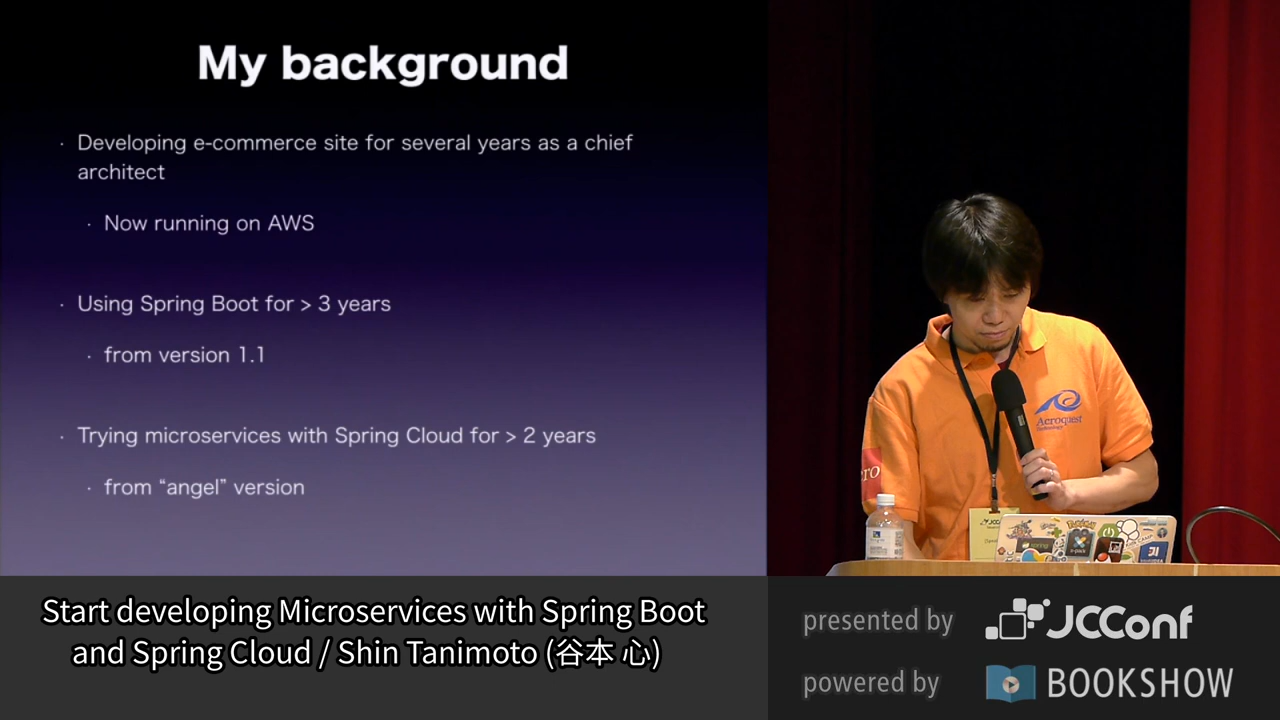 My background
· Developing e-commerce site for several years as a chief
architect
· Now running on AWS
· Using Spring Boot for > 3 years
· from version 1.1
· Trying microservices with Spring Cloud for > 2 years
· from “angel” version
Aeroquest
ro
JCConf
spring
Start developing Microservices with Spring Boot
and Spring Cloud / Shin Tanimoto (谷本 心)
presented by JCConf
powered by BOOKSHOW